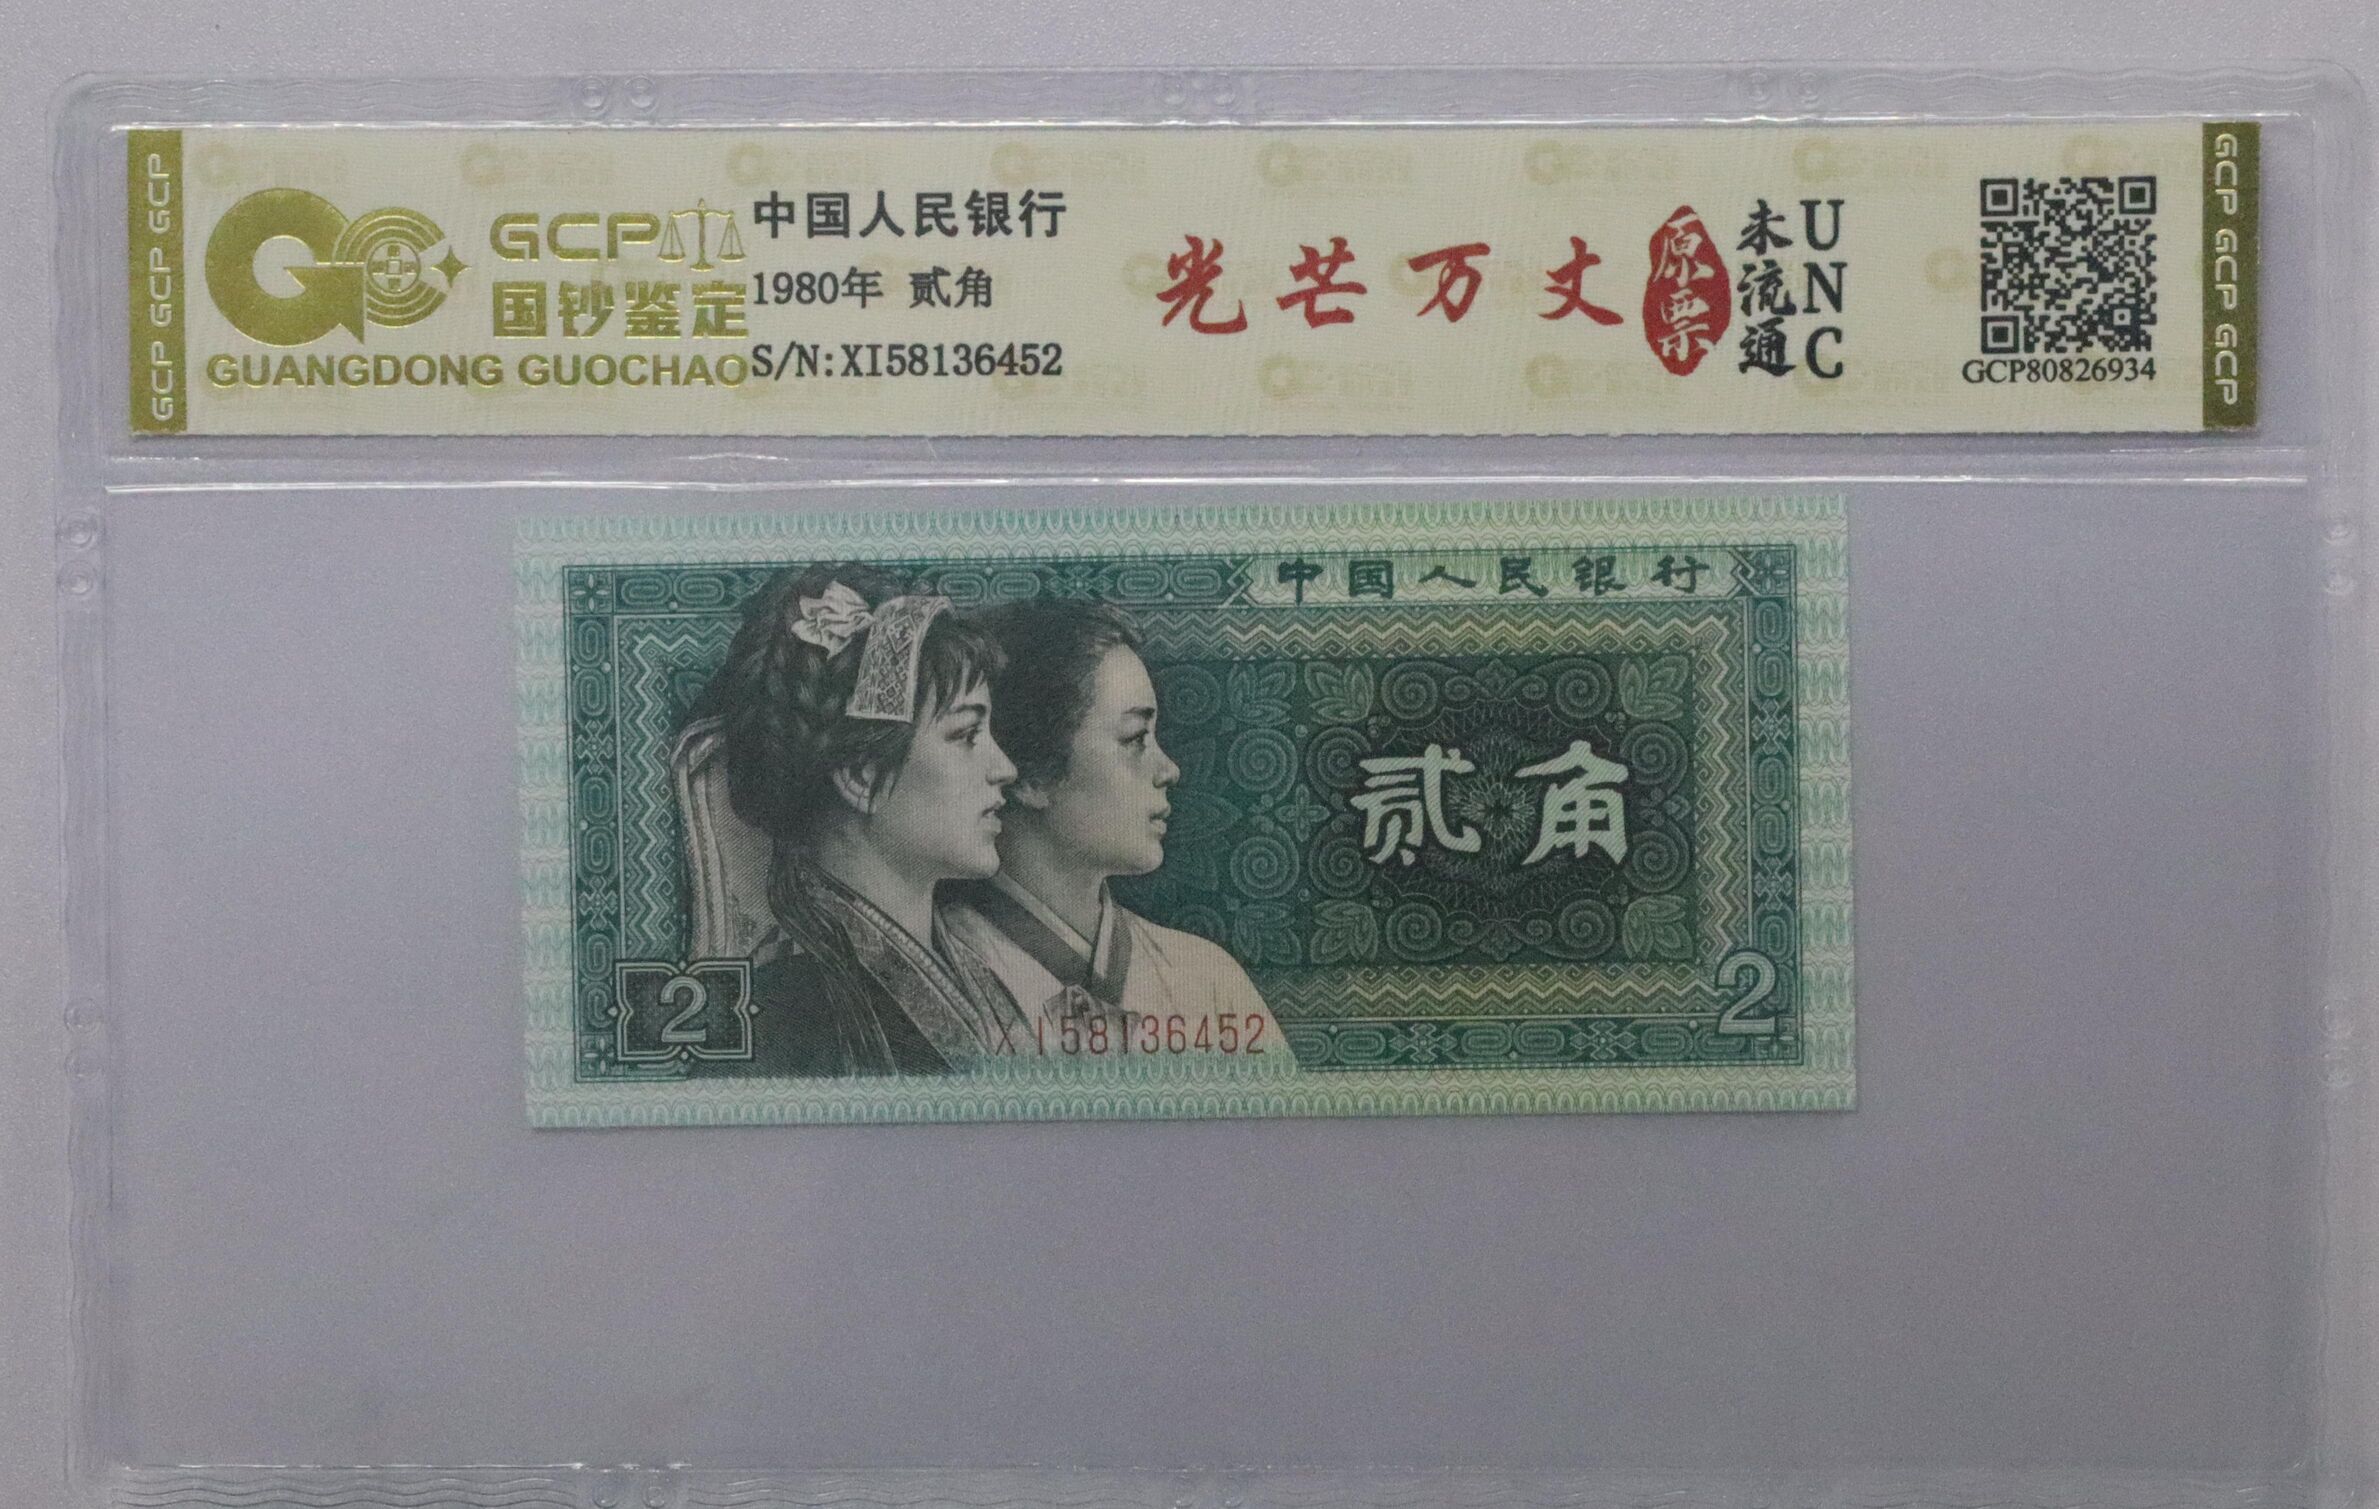 GCP GCP GCP
GCP
国钞鉴定
GUANGDONG GUOCHAO
中国人民银行
1980年 贰角
S/N:XI58136452
光芒万丈
原票
未流通
UNC
GCP80826934
GCP GCP GCP
中国人民银行
贰角
2
XI58136452
2